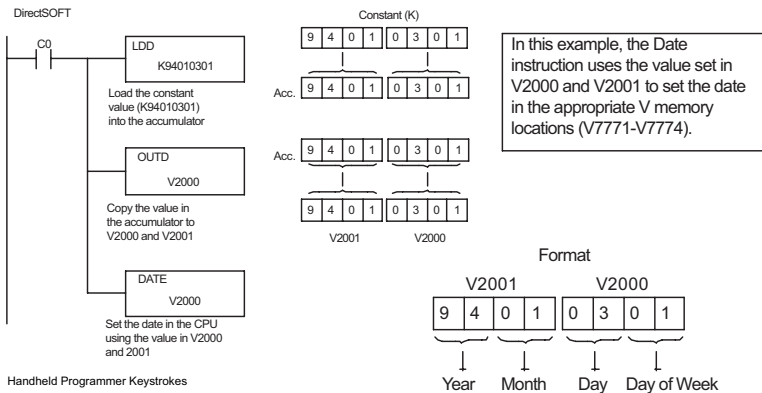 DirectSOFT
C0
LDD
K94010301
Load the constant
value (K94010301)
into the accumulator
OUTD
V2000
Copy the value in
the accumulator to
V2000 and V2001
DATE
V2000
Set the date in the CPU
using the value in V2000
and 2001
Handheld Programmer Keystrokes
Constant (K)
9 4 0 1 0 3 0 1
Acc. 9 4 0 1 0 3 0 1
Acc. 9 4 0 1 0 3 0 1
9 4 0 1 0 3 0 1
V2001 V2000
In this example, the Date
instruction uses the value set in
V2000 and V2001 to set the date
in the appropriate V memory
locations (V7771-V7774).
Format
V2001 V2000
9 4 0 1 0 3 0 1
Year Month Day Day of Week